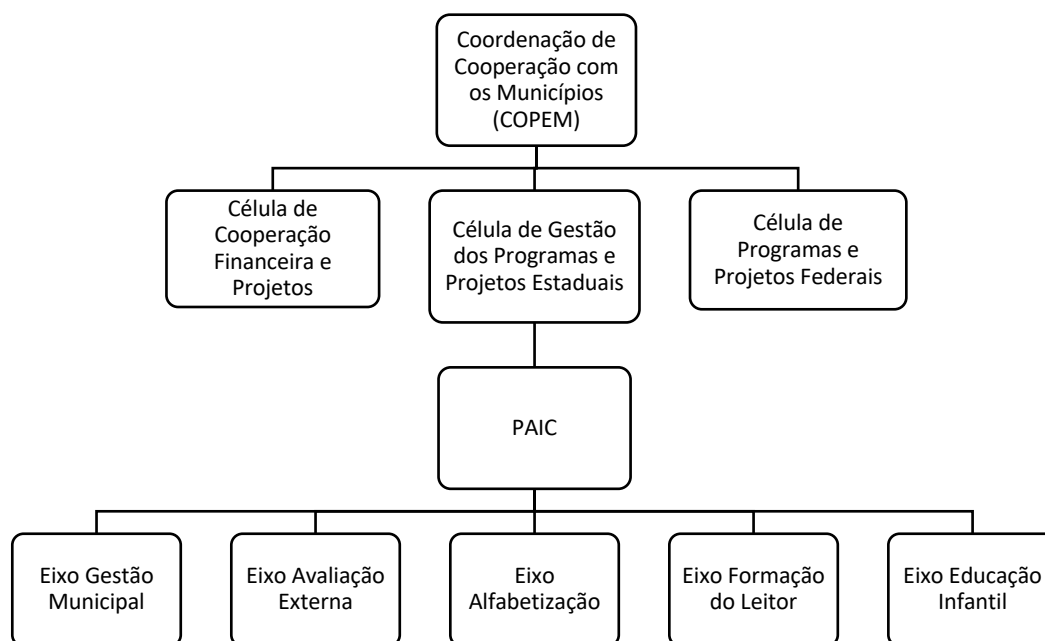 Coordenação de
Cooperação com
os Municípios
(COPEM)
Célula de
Cooperação
Financeira e
Projetos
Célula de Gestão
dos Programas e
Projetos Estaduais
Célula de
Programas e
Projetos Federais
PAIC
Eixo Gestão
Municipal
Eixo Avaliação
Externa
Eixo
Alfabetização
Eixo Formação
do Leitor
Eixo Educação
Infantil